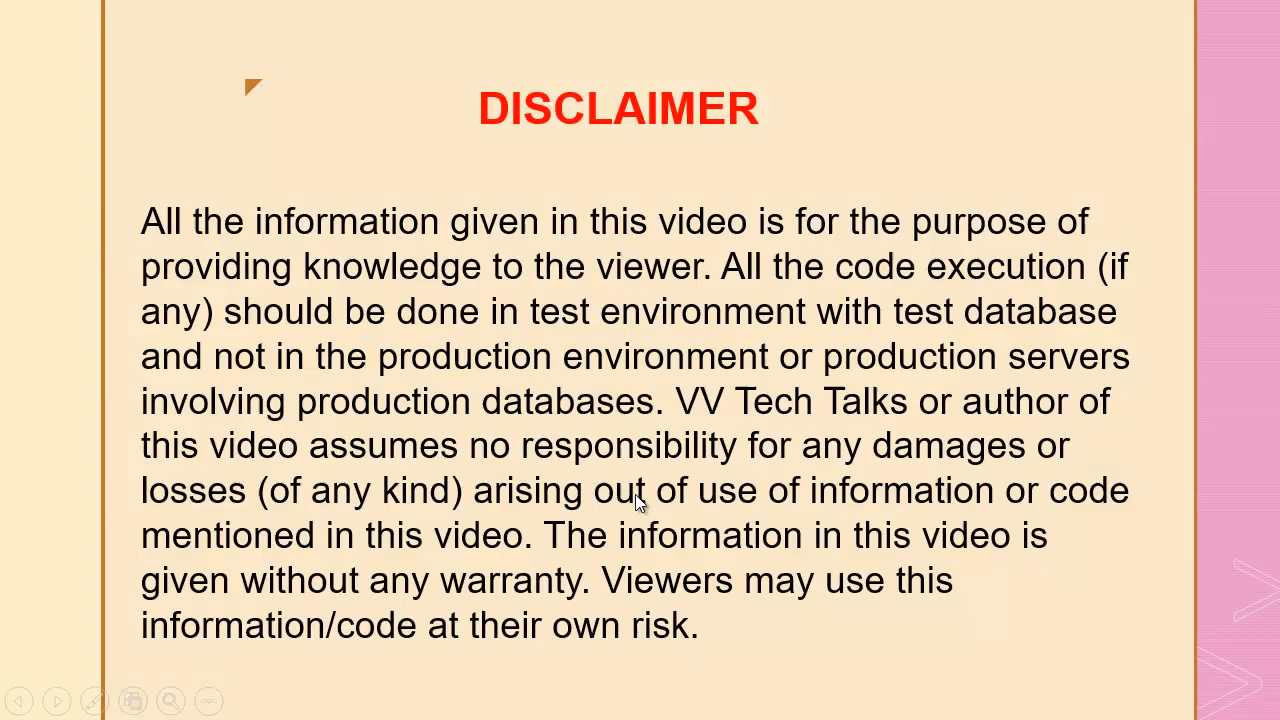 DISCLAIMER
All the information given in this video is for the purpose of
providing knowledge to the viewer. All the code execution (if
any) should be done in test environment with test database
and not in the production environment or production servers
involving production databases. VV Tech Talks or author of
this video assumes no responsibility for any damages or
losses (of any kind) arising out of use of information or code
mentioned in this video. The information in this video is
given without any warranty. Viewers may use this
information/code at their own risk.